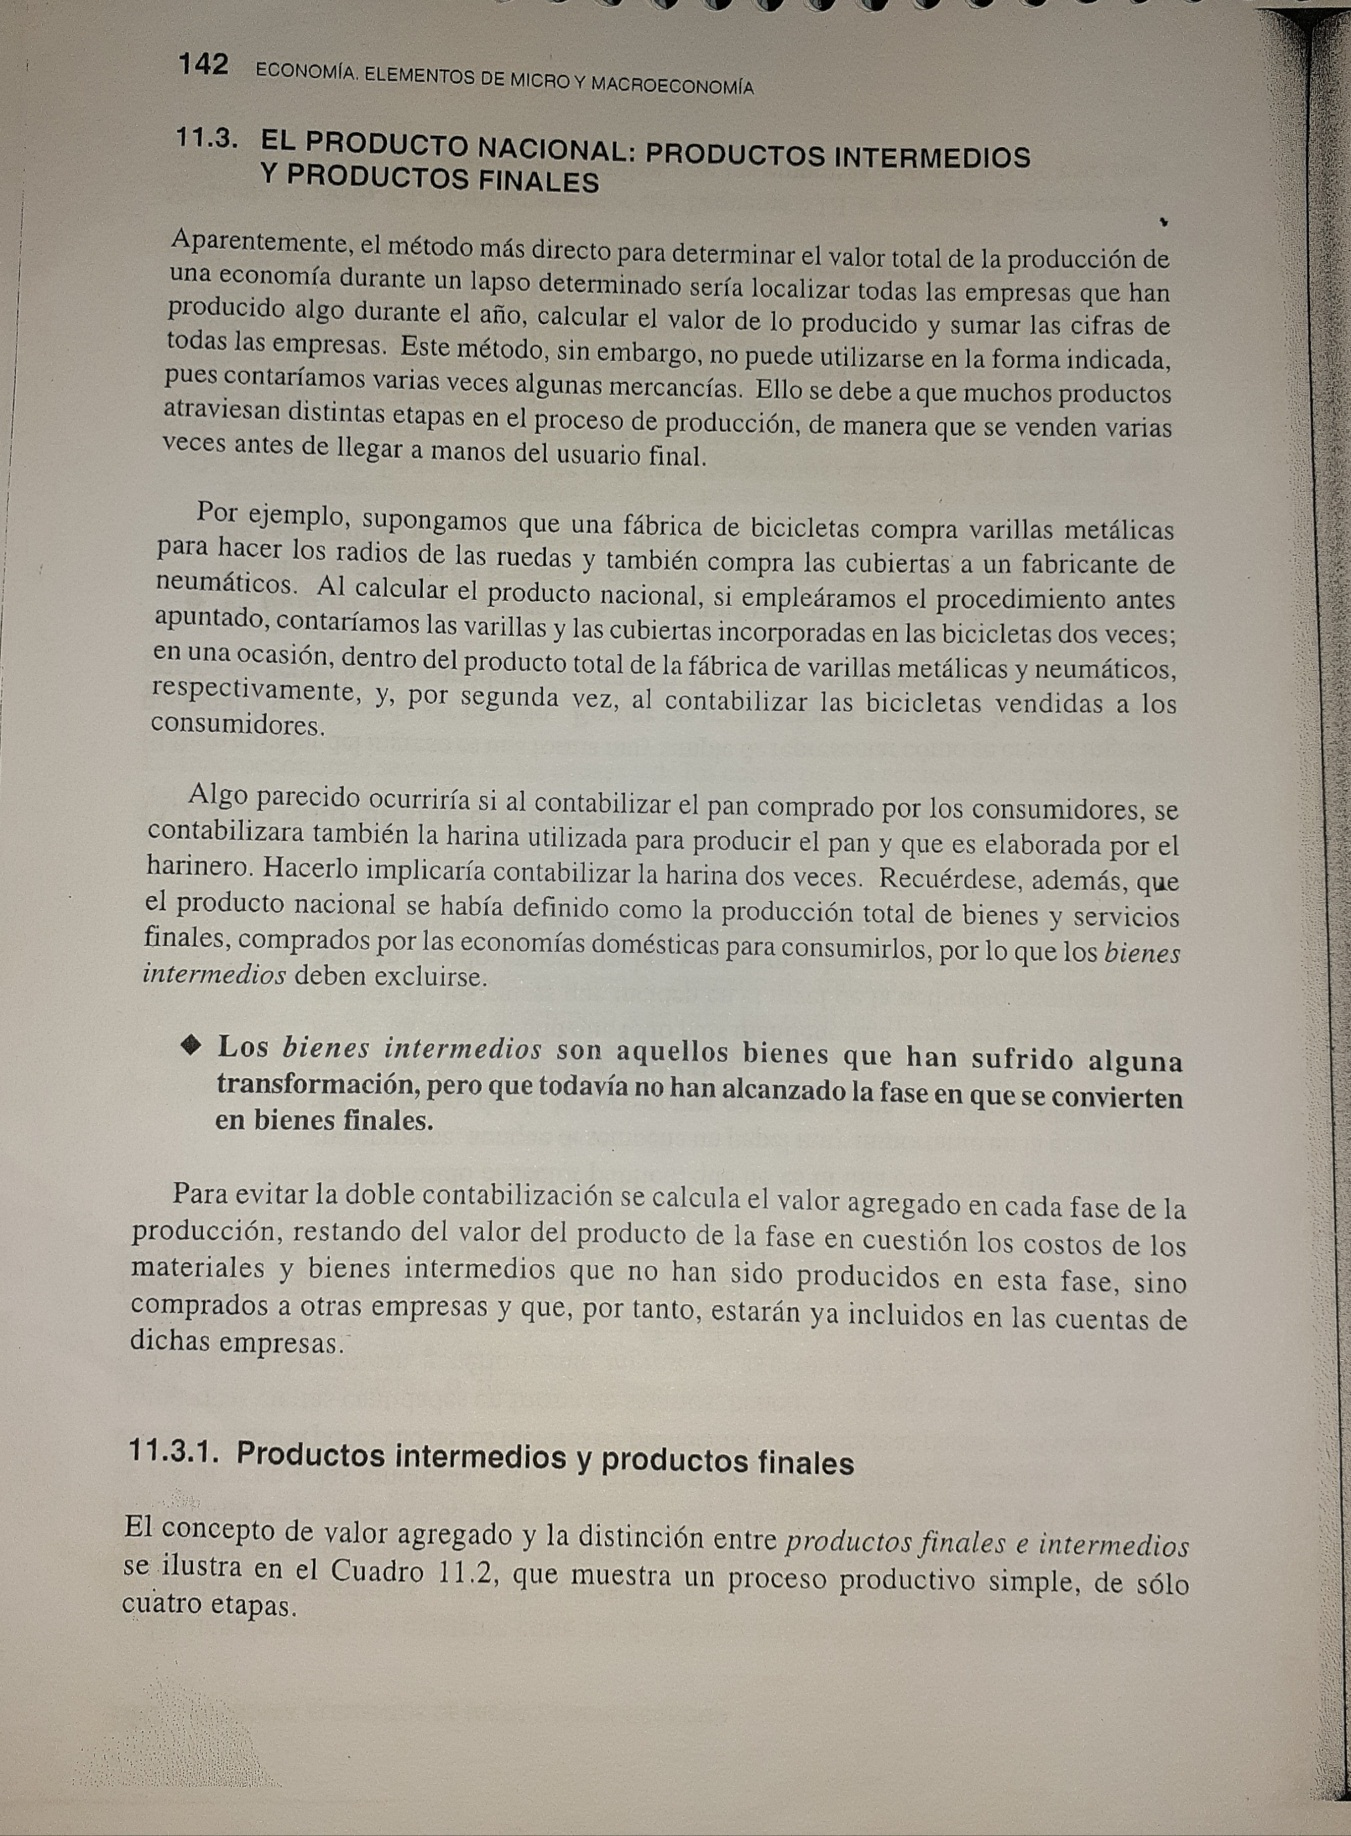 142 ECONOMÍA. ELEMENTOS DE MICRO Y MACROECONOMÍA
11.3. EL PRODUCTO NACIONAL: PRODUCTOS INTERMEDIOS
Y PRODUCTOS FINALES
Aparentemente, el método más directo para determinar el valor total de la producción de
una economía durante un lapso determinado sería localizar todas las empresas que han
producido algo durante el año, calcular el valor de lo producido y sumar las cifras de
todas las empresas. Este método, sin embargo, no puede utilizarse en la forma indicada,
pues contaríamos varias veces algunas mercancías. Ello se debe a que muchos productos
atraviesan distintas etapas en el proceso de producción, de manera que se venden varias
veces antes de llegar a manos del usuario final.
Por ejemplo, supongamos que una fábrica de bicicletas compra varillas metálicas
para hacer los radios de las ruedas y también compra las cubiertas a un fabricante de
neumáticos. Al calcular el producto nacional, si empleáramos el procedimiento antes
apuntado, contaríamos las varillas y las cubiertas incorporadas en las bicicletas dos veces;
en una ocasión, dentro del producto total de la fábrica de varillas metálicas y neumáticos,
respectivamente, y, por segunda vez, al contabilizar las bicicletas vendidas a los
consumidores.
Algo parecido ocurriría si al contabilizar el pan comprado por los consumidores, se
contabilizara también la harina utilizada para producir el pan y que es elaborada por el
harinero. Hacerlo implicaría contabilizar la harina dos veces. Recuérdese, además, que
el producto nacional se había definido como la producción total de bienes y servicios
finales, comprados por las economías domésticas para consumirlos, por lo que los bienes
intermedios deben excluirse.
◆ Los bienes intermedios son aquellos bienes que han sufrido alguna
transformación, pero que todavía no han alcanzado la fase en que se convierten
en bienes finales.
Para evitar la doble contabilización se calcula el valor agregado en cada fase de la
producción, restando del valor del producto de la fase en cuestión los costos de los
materiales y bienes intermedios que no han sido producidos en esta fase, sino
comprados a otras empresas y que, por tanto, estarán ya incluidos en las cuentas de
dichas empresas.
11.3.1. Productos intermedios y productos finales
El concepto de valor agregado y la distinción entre productos finales e intermedios
se ilustra en el Cuadro 11.2, que muestra un proceso productivo simple, de sólo
cuatro etapas.